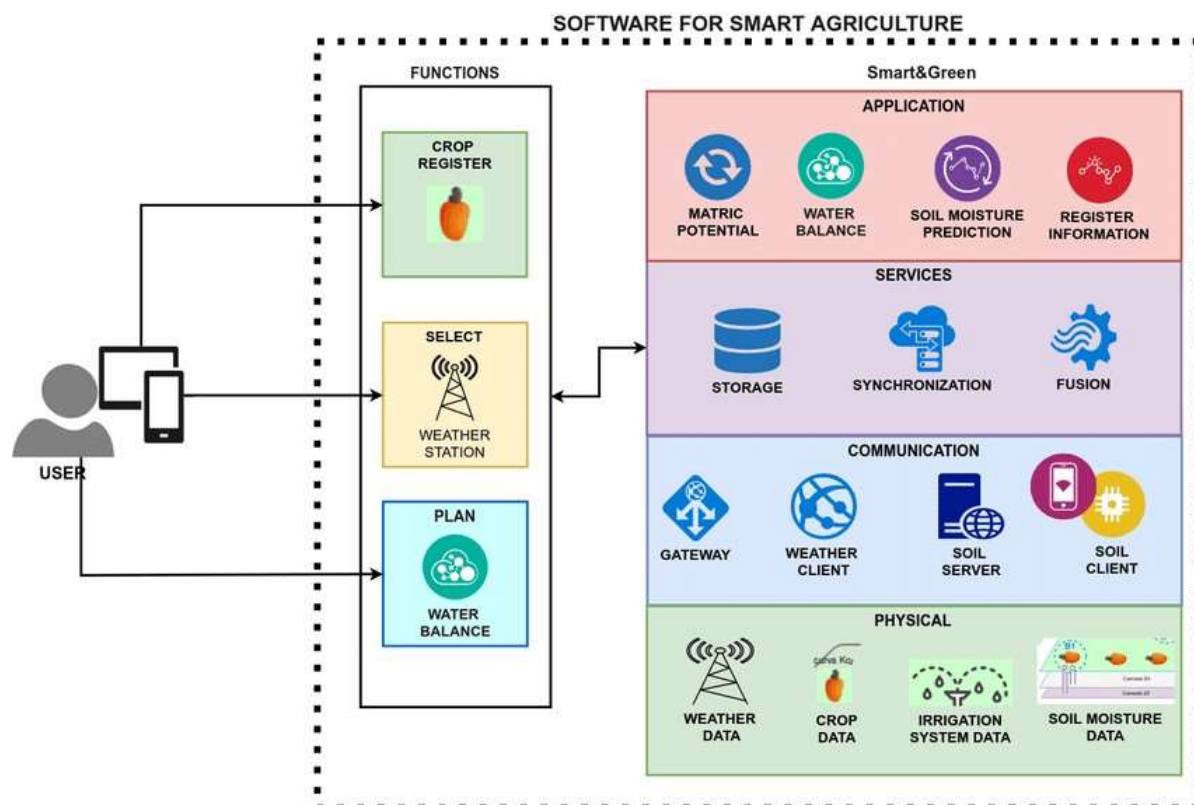 SOFTWARE FOR SMART AGRICULTURE
FUNCTIONS
CROP
REGISTER
SELECT
WEATHER
STATION
PLAN
WATER
BALANCE
USER
Smart&Green
APPLICATION
MATRIC
POTENTIAL
WATER
BALANCE
SOIL MOISTURE
PREDICTION
REGISTER
INFORMATION
SERVICES
STORAGE
SYNCHRONIZATION
FUSION
COMMUNICATION
GATEWAY
WEATHER
CLIENT
SOIL
SERVER
SOIL
CLIENT
PHYSICAL
WEATHER
DATA
CROP
DATA
IRRIGATION
SYSTEM DATA
SOIL MOISTURE
DATA